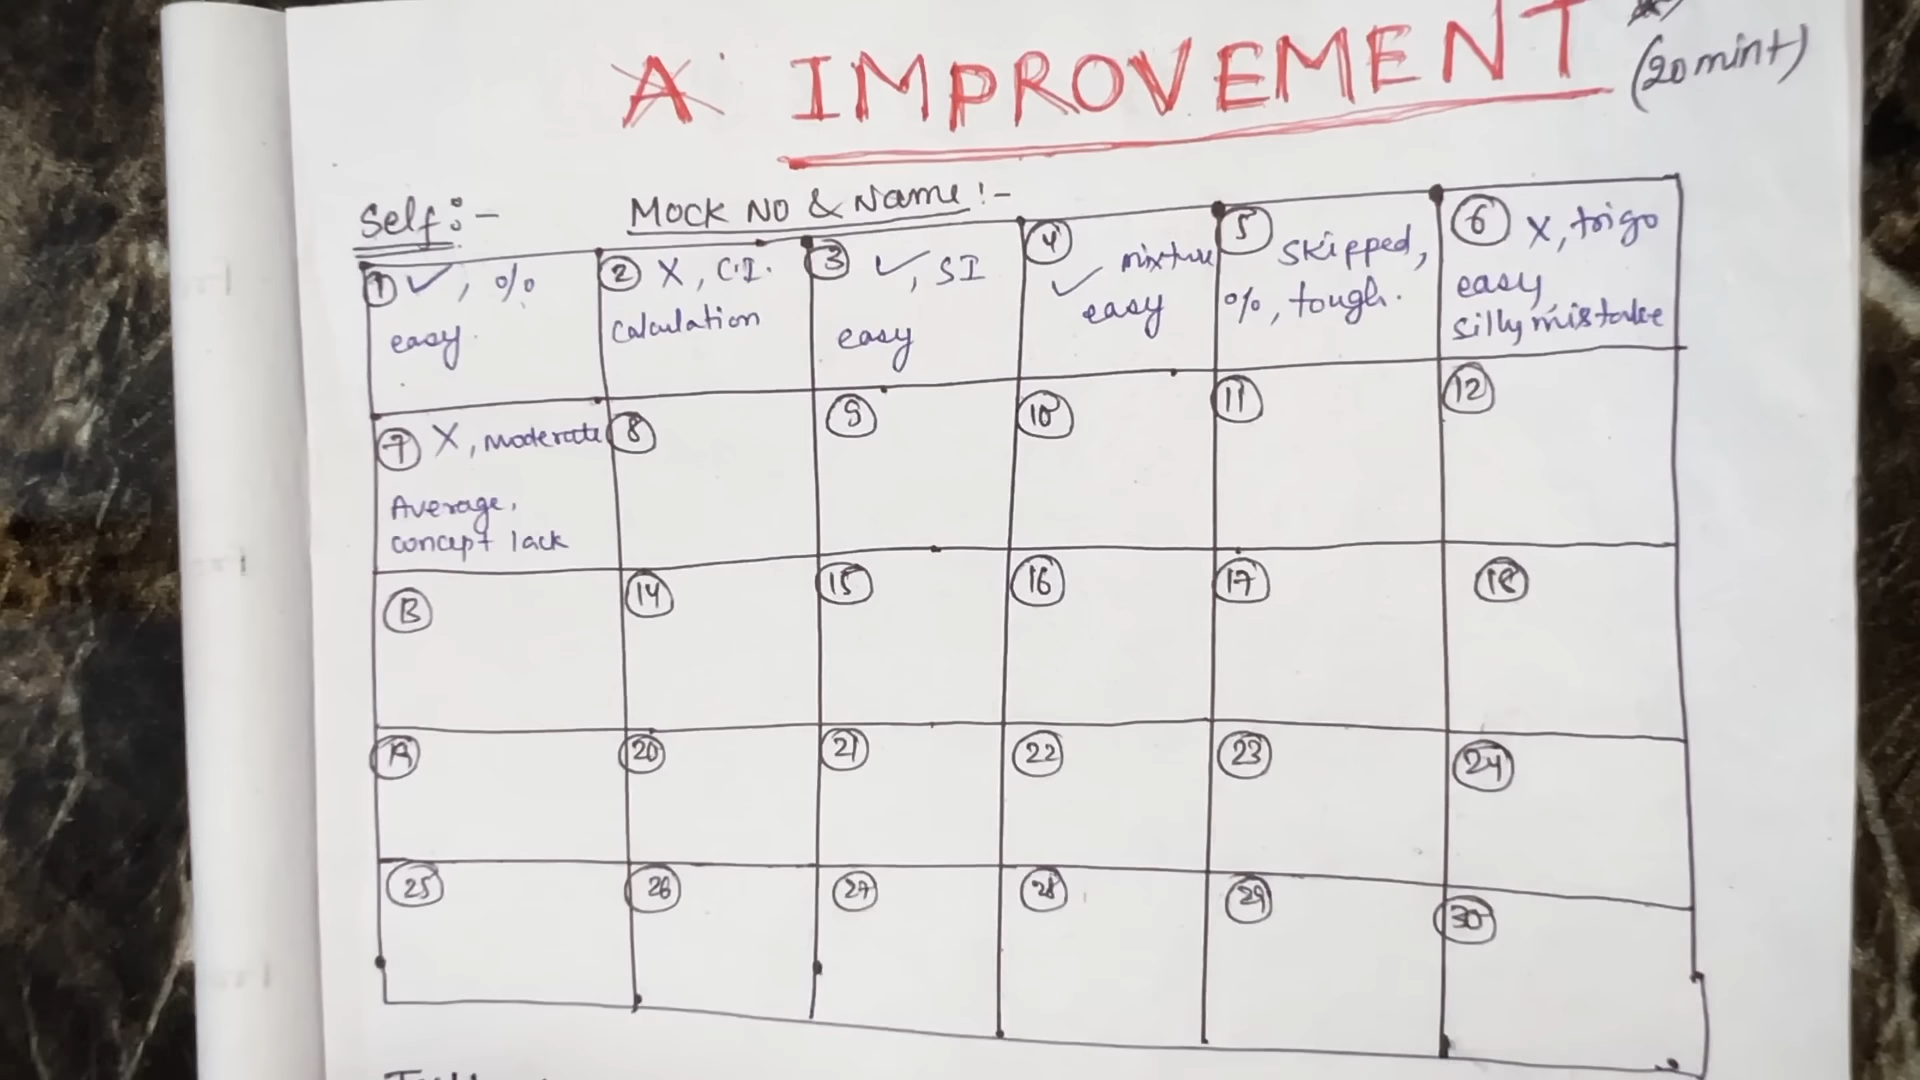 A IMPROVEMENT
(20 mint)
Self:- Mock No & Name:-
① ✓, %
easy.
② X, C.I.
calculation
③ ✓, SI
easy
④ ✓ mixture
easy
⑤ skipped,
%, tough.
⑥ X, trigo
easy
silly mistake
⑦ X, moderate
Average,
concept lack
⑧
⑨
⑩
⑪
⑫
⑬
⑭
⑮
⑯
⑰
⑱
⑲
⑳
㉑
㉒
㉓
㉔
㉕
㉖
㉗
㉘
㉙
㉚